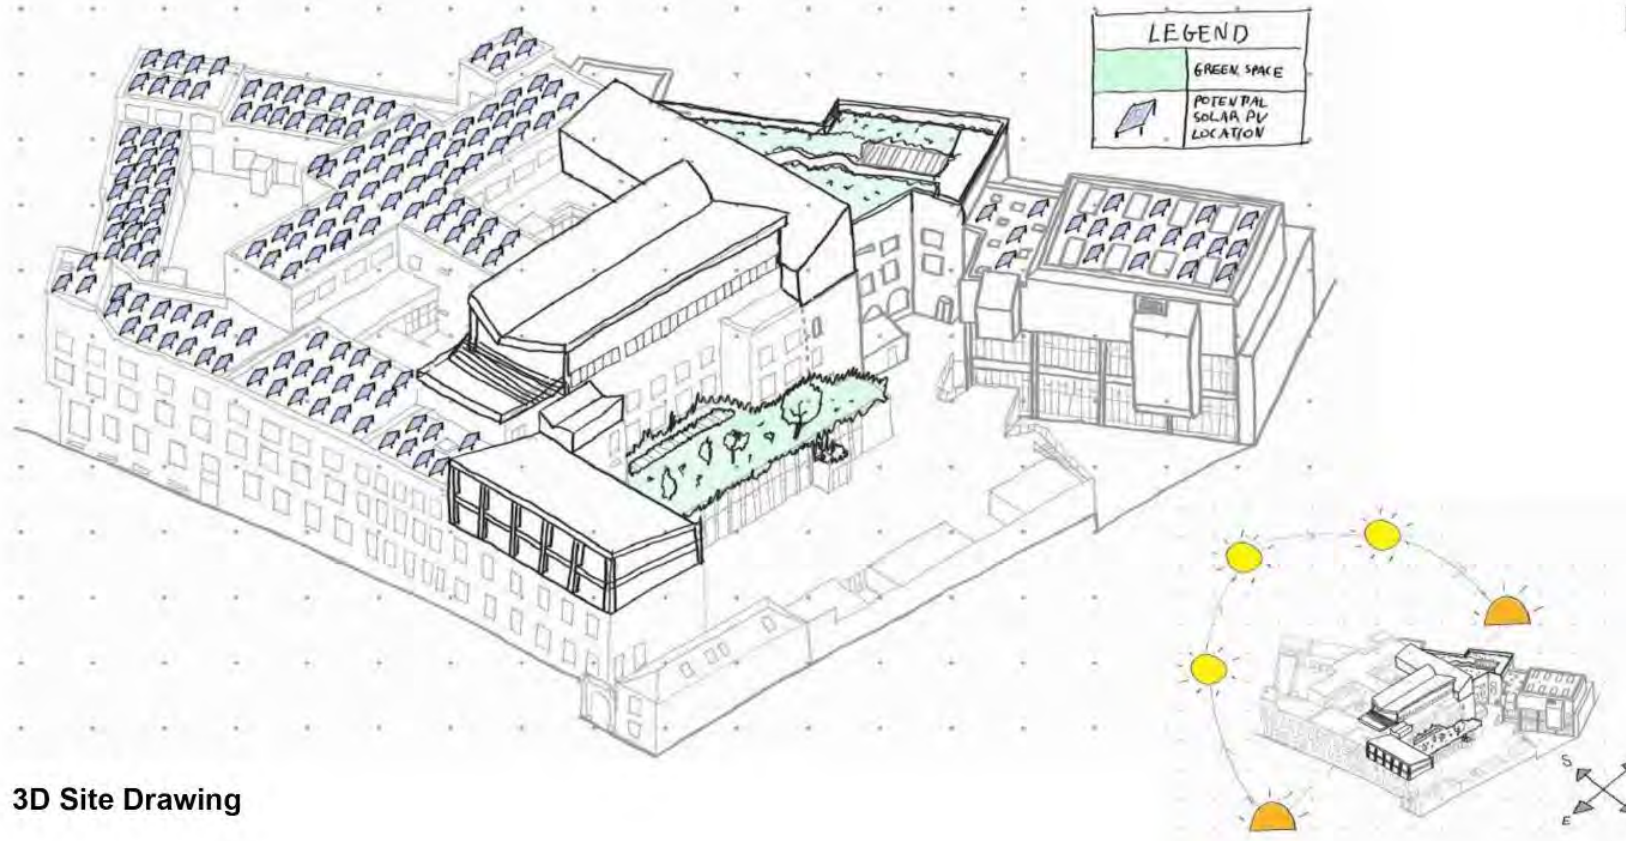 LEGEND
GREEN SPACE
POTENTIAL
SOLAR PV
LOCATION
S
E
3D Site Drawing